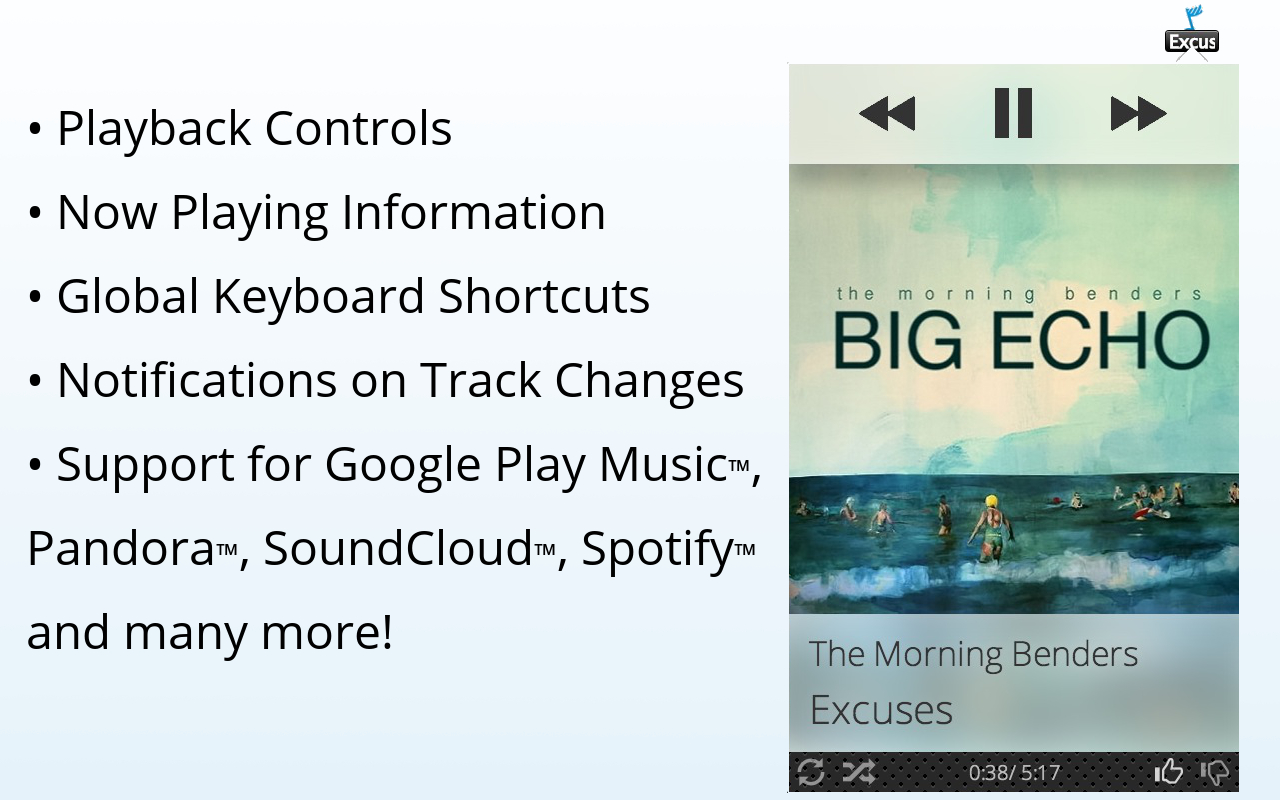 Excus
• Playback Controls
• Now Playing Information
• Global Keyboard Shortcuts
• Notifications on Track Changes
• Support for Google Play Music™,
Pandora™, SoundCloud™, Spotify™
and many more!
the morning benders
BIG ECHO
The Morning Benders
Excuses
0:38/ 5:17